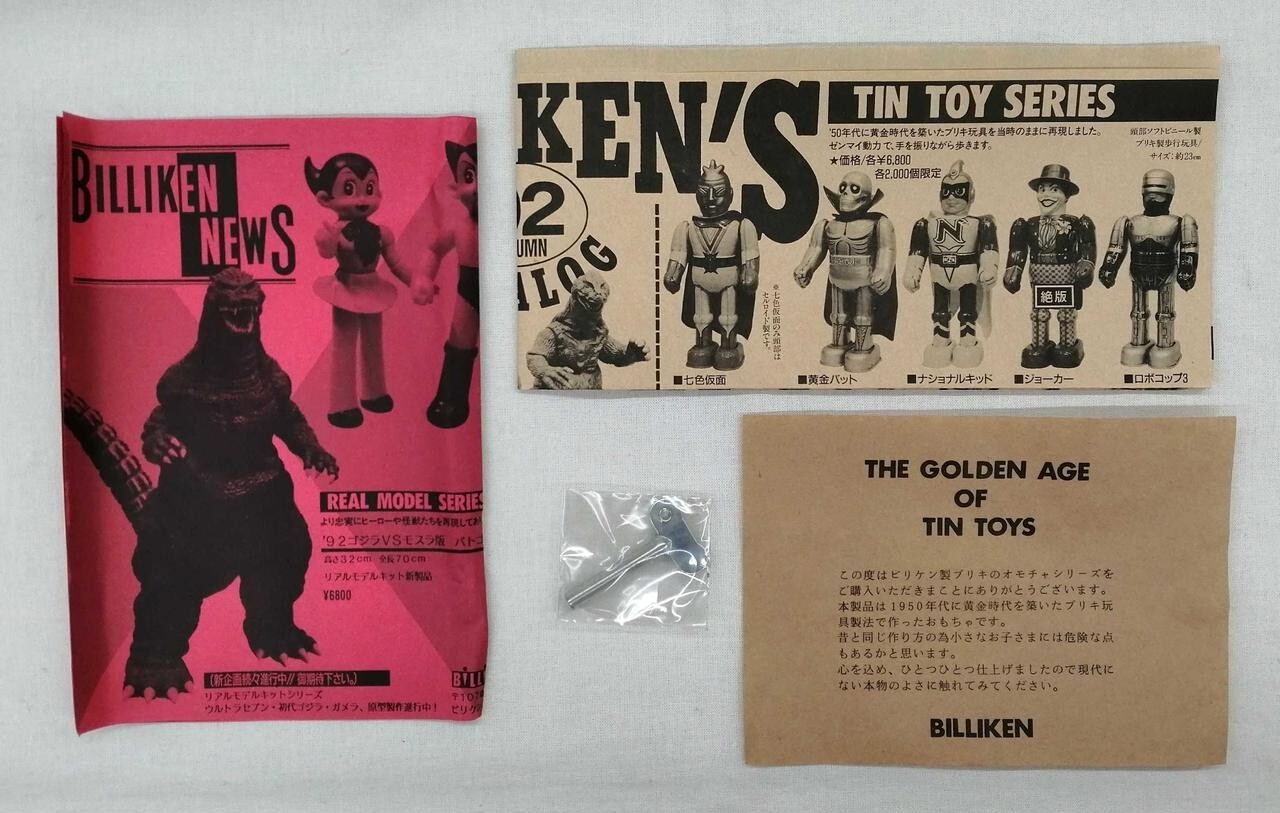 BILLIKEN
NEWS
REAL MODEL SERIES
より忠実にヒーローや怪獣たちを再現してあ
'92ゴジラVSモスラ版 バトゴ
高さ32cm 全長70cm
リアルモデルキット新製品
¥6800
(新企画続々進行中!! 御期待下さい。)
リアルモデルキットシリーズ
ウルトラセブン・初代ゴジラ・ガメラ、原型製作進行中!
BILL
〒107
ビリケ
KEN'S
92
UMN
ALOG
TIN TOY SERIES
'50年代に黄金時代を築いたブリキ玩具を当時のままに再現しました。
ゼンマイ動力で、手を振りながら歩きます。
★価格/各¥6,800
各2,000個限定
頭部ソフトビニール製
ブリキ製歩行玩具/
サイズ:約23cm
※七色仮面のみ頭部は
セルロイド製です。
N
絶版
■七色仮面
■黄金バット
■ナショナルキッド
■ジョーカー
■ロボコップ3
THE GOLDEN AGE
OF
TIN TOYS
この度はビリケン製ブリキのオモチャシリーズを
ご購入いただきまことにありがとうございます。
本製品は1950年代に黄金時代を築いたブリキ玩
具製法で作ったおもちゃです。
昔と同じ作り方の為小さなお子さまには危険な点
もあるかと思います。
心を込め、ひとつひとつ仕上げましたので現代に
ない本物のよさに触れてみてください。
BILLIKEN